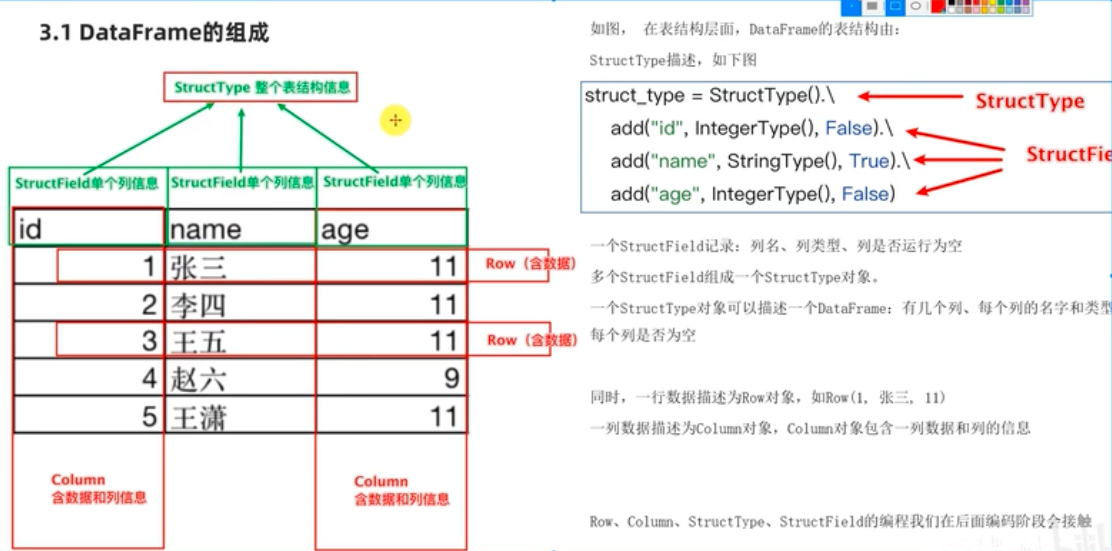 3.1 DataFrame的组成
StructType 整个表结构信息
StructField单个列信息 StructField单个列信息 StructField单个列信息
id name age
1 张三 11 Row（含数据）
2 李四 11
3 王五 11 Row（含数据）
4 赵六 9
5 王潇 11
Column Column
含数据和列信息 含数据和列信息
如图， 在表结构层面，DataFrame的表结构由：
StructType描述，如下图
struct_type = StructType().\ StructType
add("id", IntegerType(), False).\
add("name", StringType(), True).\ StructFie
add("age", IntegerType(), False)
一个StructField记录：列名、列类型、列是否运行为空
多个StructField组成一个StructType对象。
一个StructType对象可以描述一个DataFrame：有几个列、每个列的名字和类型
每个列是否为空
同时，一行数据描述为Row对象，如Row(1, 张三, 11)
一列数据描述为Column对象，Column对象包含一列数据和列的信息
Row、Column、StructType、StructField的编程我们在后面编码阶段会接触